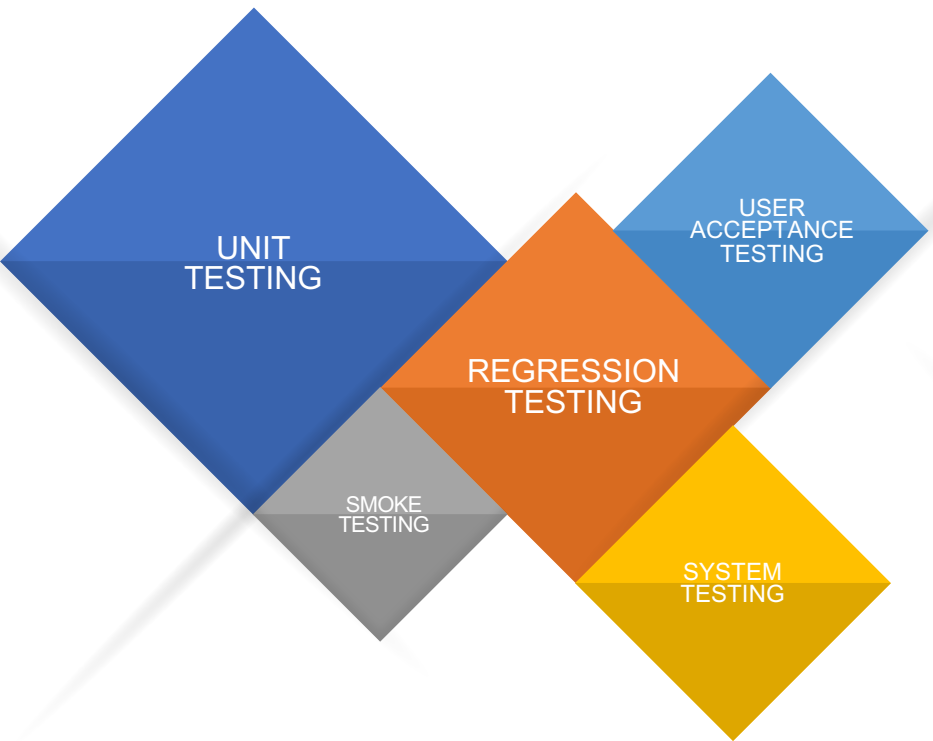 UNIT
TESTING
USER
ACCEPTANCE
TESTING
REGRESSION
TESTING
SMOKE
TESTING
SYSTEM
TESTING